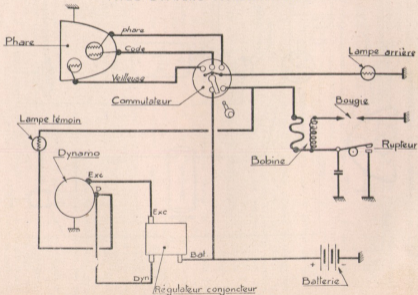 phare
Phare
Code
Lampe arrière
Veilleuse
Commutateur
Bougie
Lampe témoin
Rupteur
Bobine
Dynamo
Exc
D
Exc
Bat
Dyn
+ -
Batterie
Régulateur conjoncteur